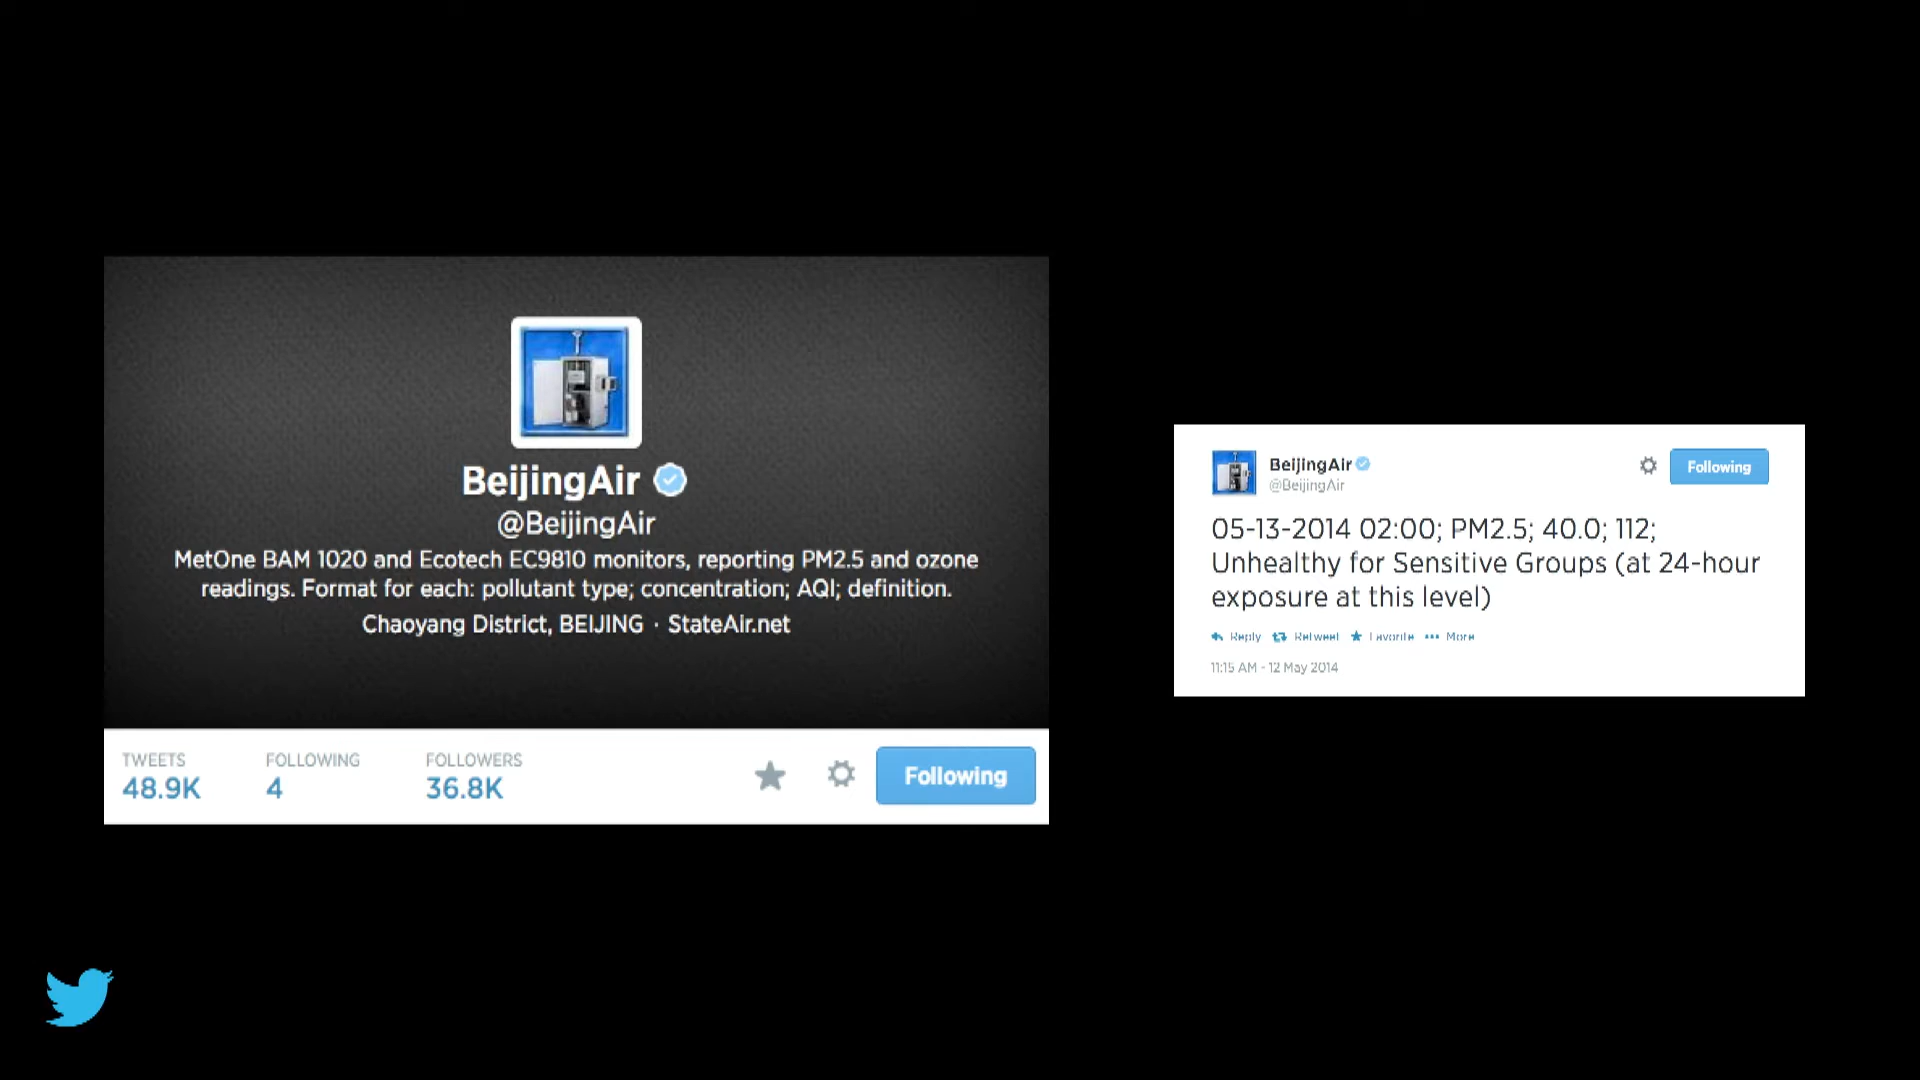 BeijingAir
@BeijingAir
MetOne BAM 1020 and Ecotech EC9810 monitors, reporting PM2.5 and ozone
readings. Format for each: pollutant type; concentration; AQI; definition.
Chaoyang District, BEIJING · StateAir.net
TWEETS
48.9K
FOLLOWING
4
FOLLOWERS
36.8K
Following
BeijingAir
@BeijingAir
Following
05-13-2014 02:00; PM2.5; 40.0; 112;
Unhealthy for Sensitive Groups (at 24-hour
exposure at this level)
Reply Retweet Favorite More
11:15 AM - 12 May 2014